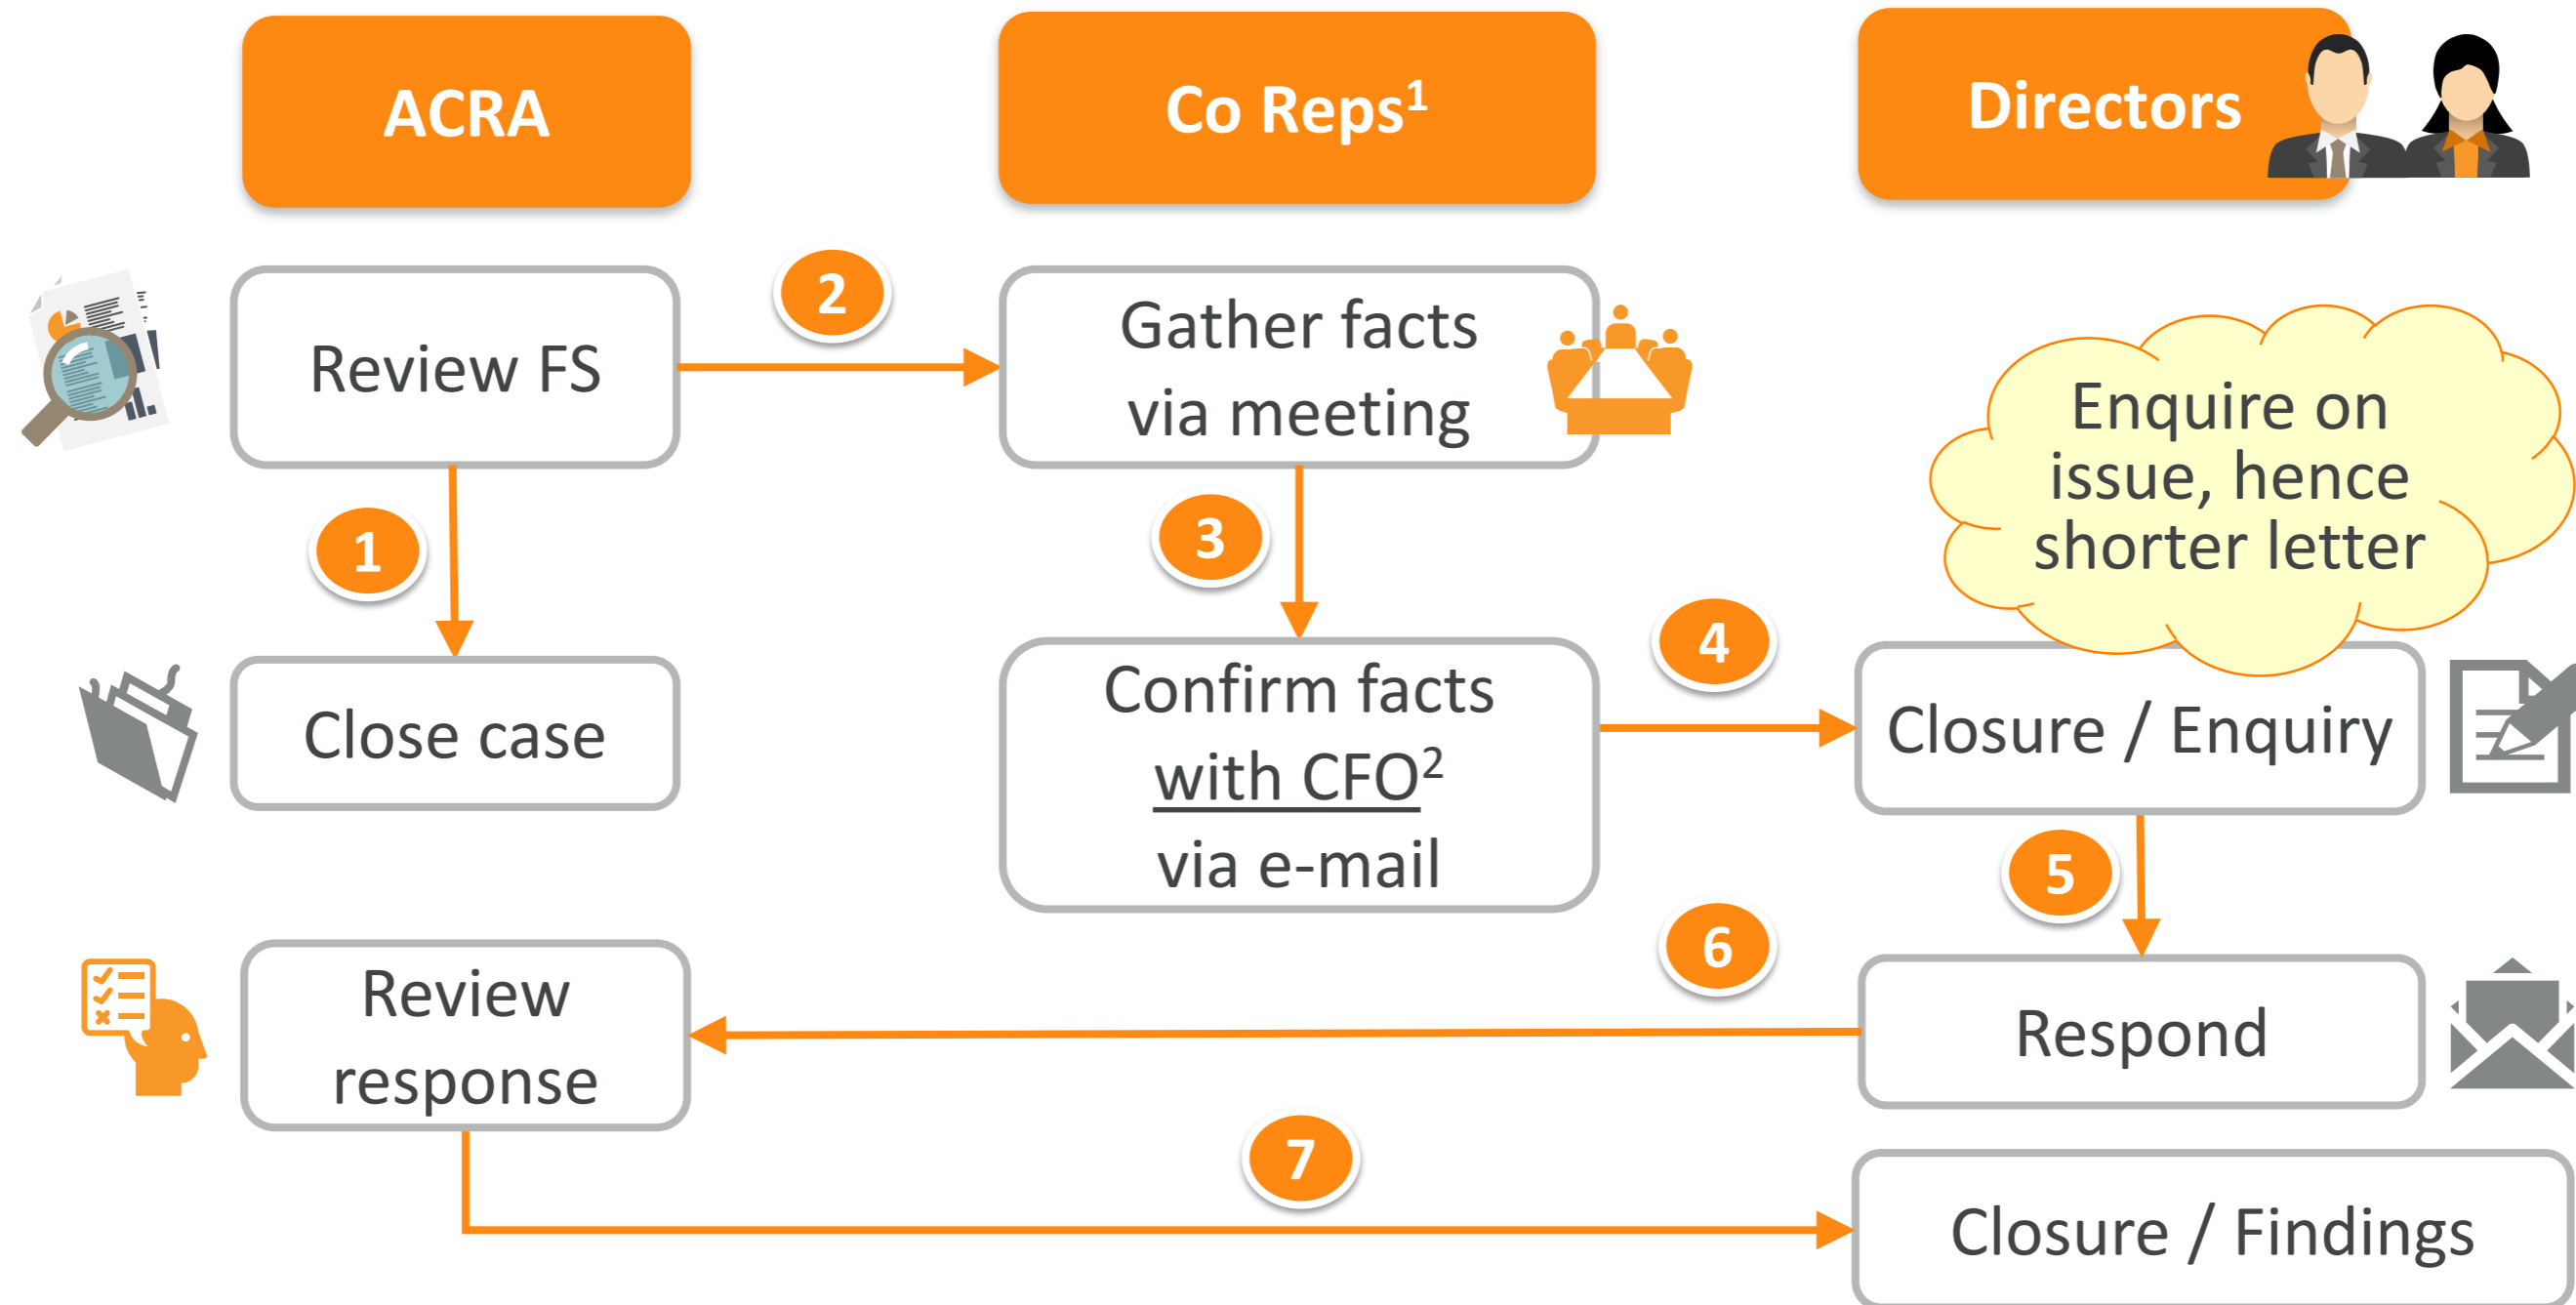 ACRA
Co Reps¹
Directors
Review FS
2
Gather facts
via meeting
Enquire on
issue, hence
shorter letter
1
3
Close case
Confirm facts
with CFO²
via e-mail
4
Closure / Enquiry
5
6
Review
response
Respond
7
Closure / Findings